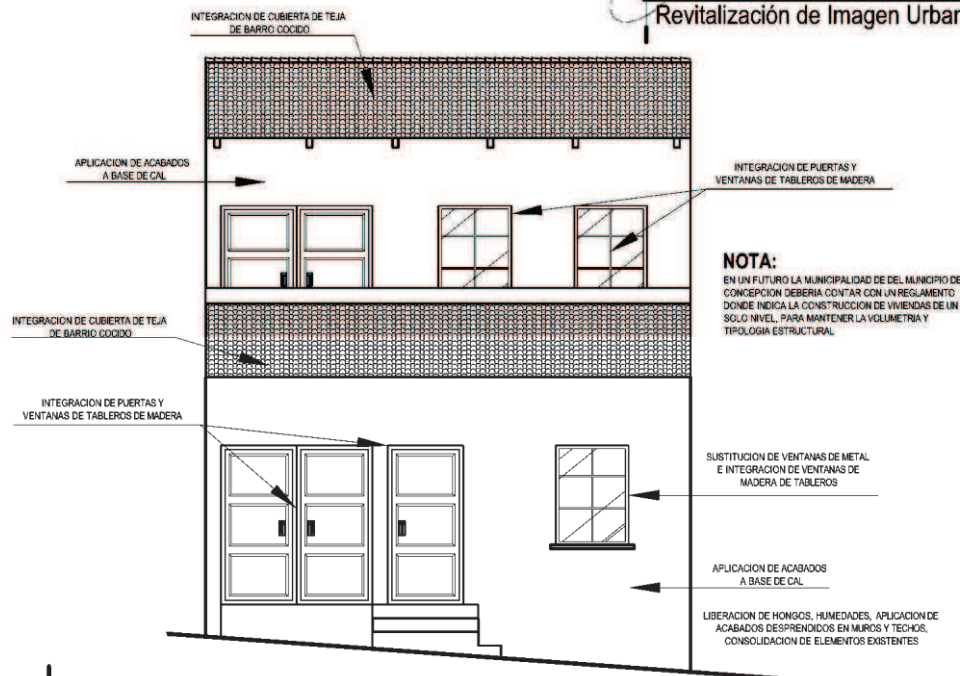 Revitalización de Imagen Urban
INTEGRACION DE CUBIERTA DE TEJA
DE BARRO COCIDO
APLICACION DE ACABADOS
A BASE DE CAL
INTEGRACION DE PUERTAS Y
VENTANAS DE TABLEROS DE MADERA
NOTA:
EN UN FUTURO LA MUNICIPALIDAD DE DEL MUNICIPIO DE
CONCEPCION DEBERIA CONTAR CON UN REGLAMENTO
DONDE INDICA LA CONSTRUCCION DE VIVIENDAS DE UN
SOLO NIVEL, PARA MANTENER LA VOLUMETRIA Y
TIPOLOGIA ESTRUCTURAL
INTEGRACION DE CUBIERTA DE TEJA
DE BARRIO COCIDO
INTEGRACION DE PUERTAS Y
VENTANAS DE TABLEROS DE MADERA
SUSTITUCION DE VENTANAS DE METAL
E INTEGRACION DE VENTANAS DE
MADERA DE TABLEROS
APLICACION DE ACABADOS
A BASE DE CAL
LIBERACION DE HONGOS, HUMEDADES, APLICACION DE
ACABADOS DESPRENDIDOS EN MUROS Y TECHOS,
CONSOLIDACION DE ELEMENTOS EXISTENTES